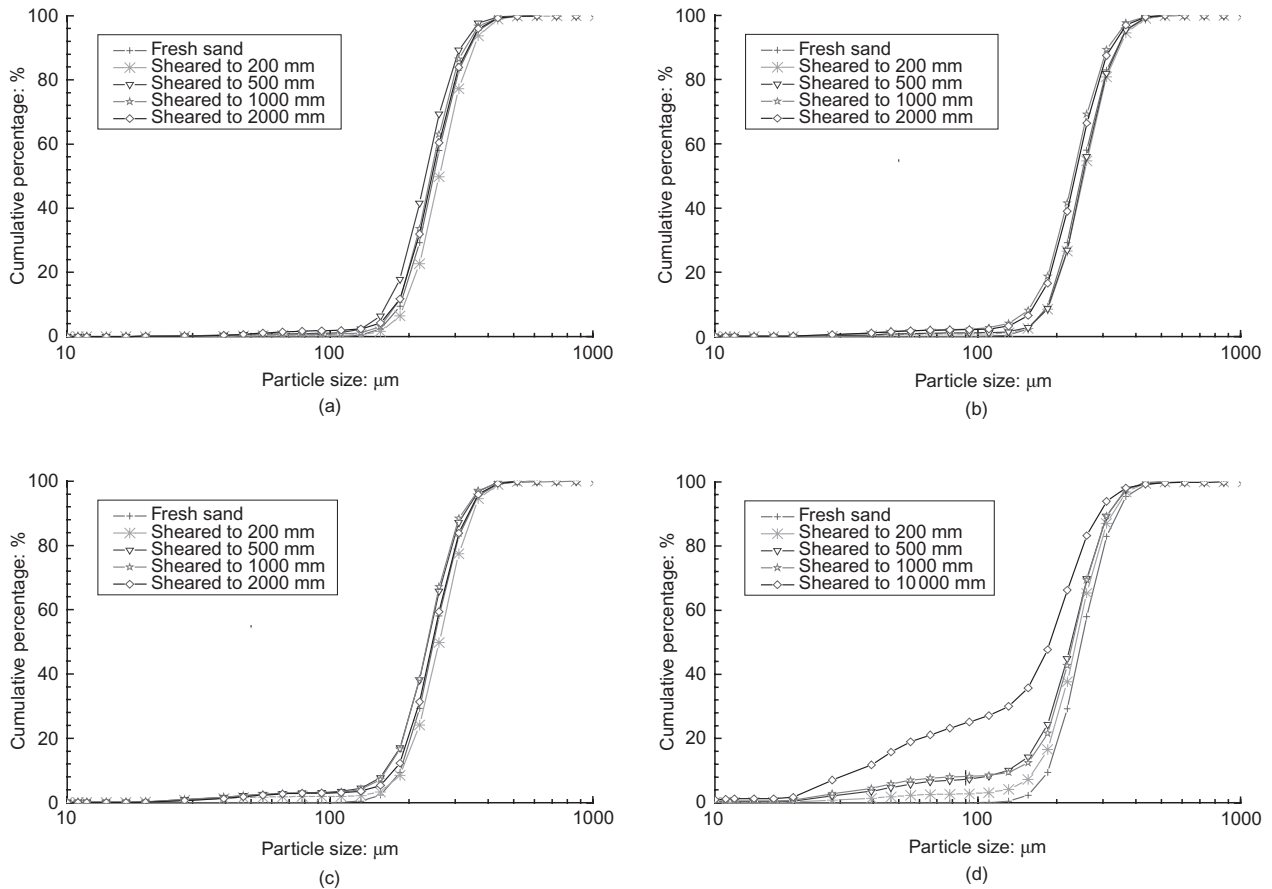 100
80
60
40
20
0
Cumulative percentage: %
Fresh sand
Sheared to 200 mm
Sheared to 500 mm
Sheared to 1000 mm
Sheared to 2000 mm
10
100
1000
Particle size: μm
(a)
100
80
60
40
20
0
Cumulative percentage: %
Fresh sand
Sheared to 200 mm
Sheared to 500 mm
Sheared to 1000 mm
Sheared to 2000 mm
10
100
1000
Particle size: μm
(b)
100
80
60
40
20
0
Cumulative percentage: %
Fresh sand
Sheared to 200 mm
Sheared to 500 mm
Sheared to 1000 mm
Sheared to 2000 mm
10
100
1000
Particle size: μm
(c)
100
80
60
40
20
0
Cumulative percentage: %
Fresh sand
Sheared to 200 mm
Sheared to 500 mm
Sheared to 1000 mm
Sheared to 10 000 mm
10
100
1000
Particle size: μm
(d)